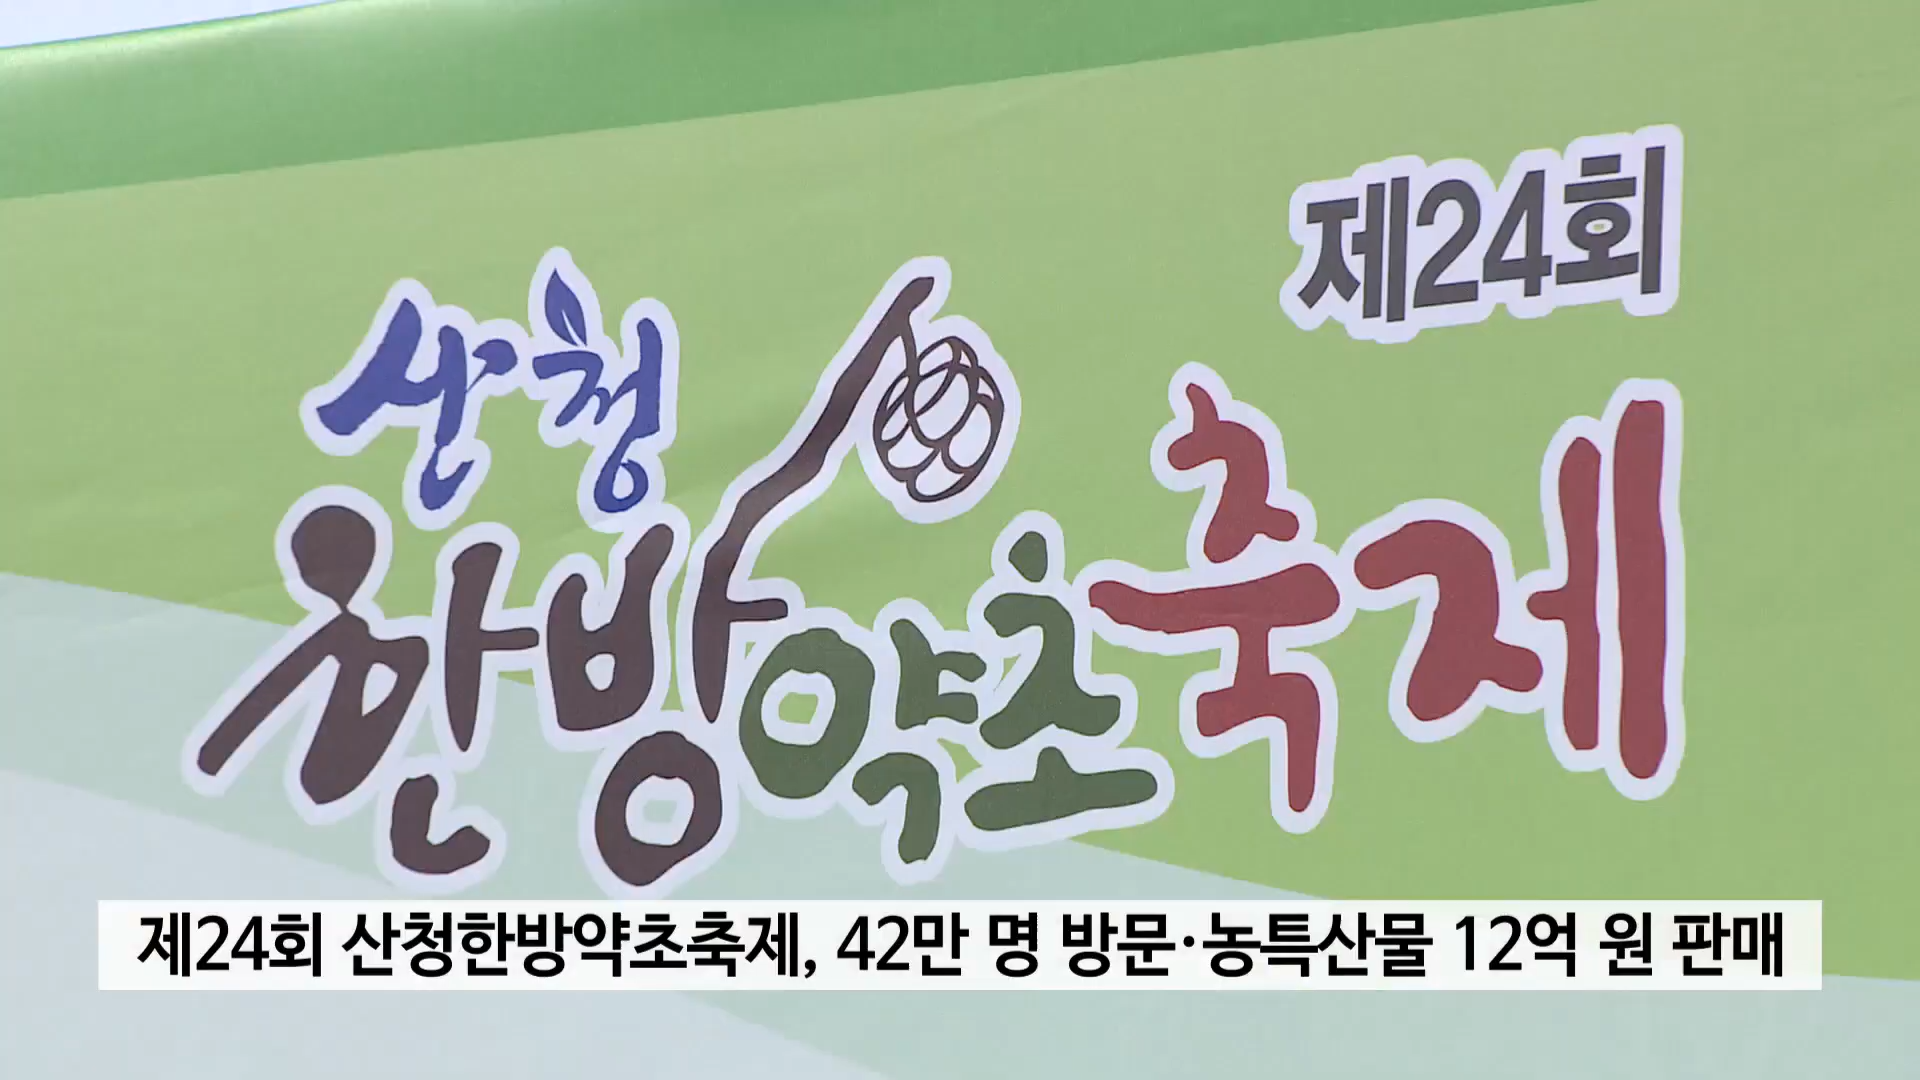 제24회
산청
한방약초축제
제24회 산청한방약초축제, 42만 명 방문·농특산물 12억 원 판매